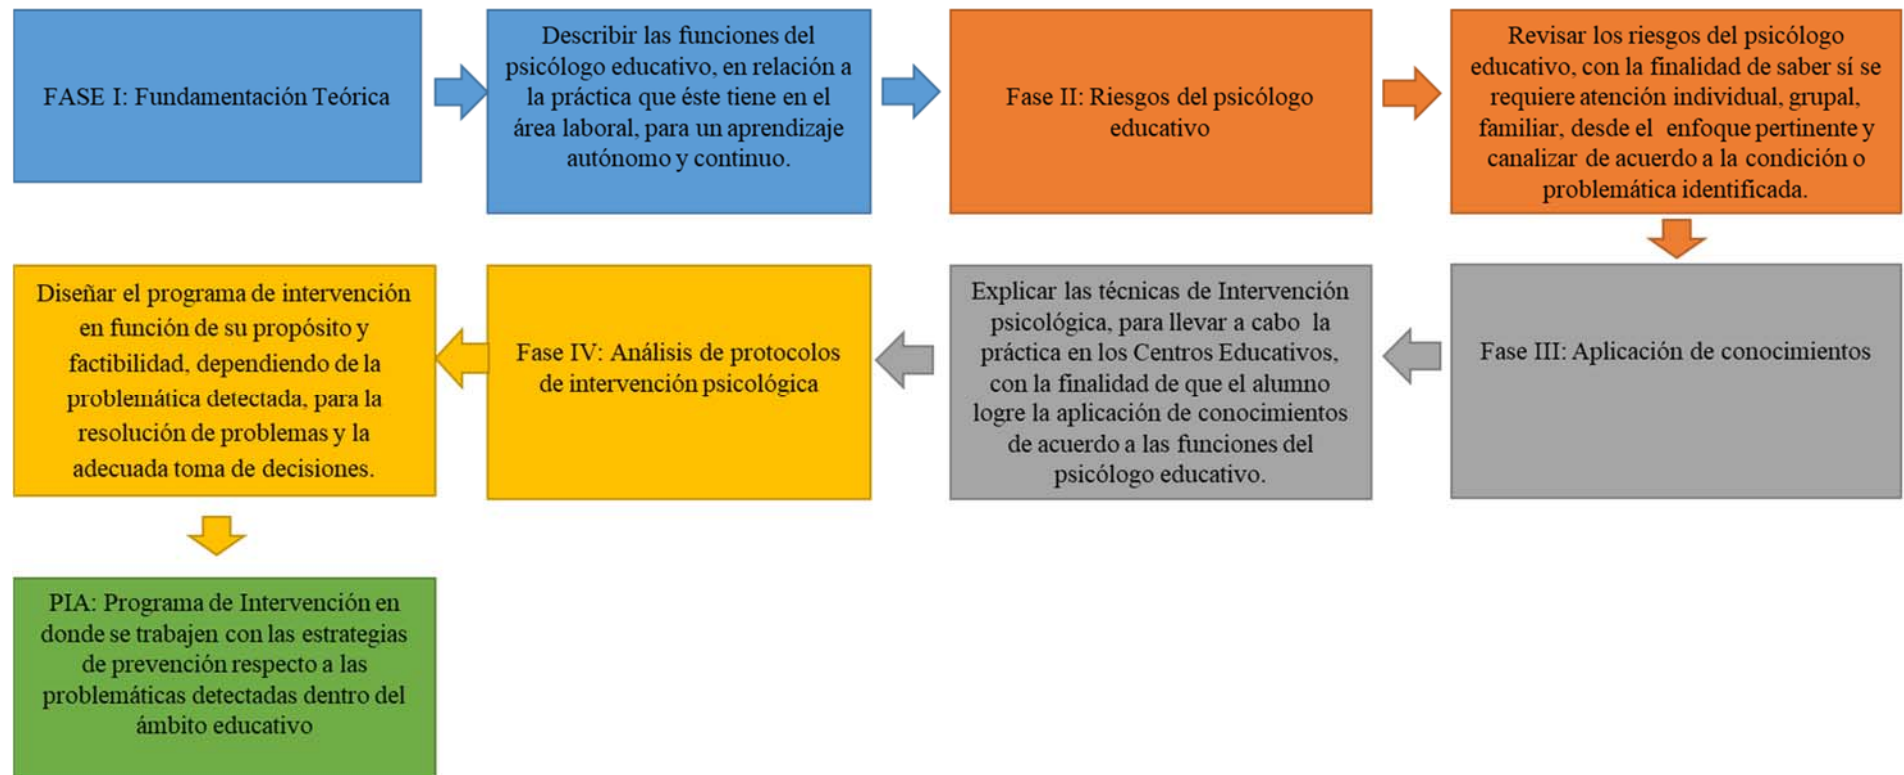 FASE I: Fundamentación Teórica
Describir las funciones del
psicólogo educativo, en relación a
la práctica que éste tiene en el
área laboral, para un aprendizaje
autónomo y continuo.
Fase II: Riesgos del psicólogo
educativo
Revisar los riesgos del psicólogo
educativo, con la finalidad de saber sí se
requiere atención individual, grupal,
familiar, desde el enfoque pertinente y
canalizar de acuerdo a la condición o
problemática identificada.
Fase III: Aplicación de conocimientos
Explicar las técnicas de Intervención
psicológica, para llevar a cabo la
práctica en los Centros Educativos,
con la finalidad de que el alumno
logre la aplicación de conocimientos
de acuerdo a las funciones del
psicólogo educativo.
Fase IV: Análisis de protocolos
de intervención psicológica
Diseñar el programa de intervención
en función de su propósito y
factibilidad, dependiendo de la
problemática detectada, para la
resolución de problemas y la
adecuada toma de decisiones.
PIA: Programa de Intervención en
donde se trabajen con las estrategias
de prevención respecto a las
problemáticas detectadas dentro del
ámbito educativo